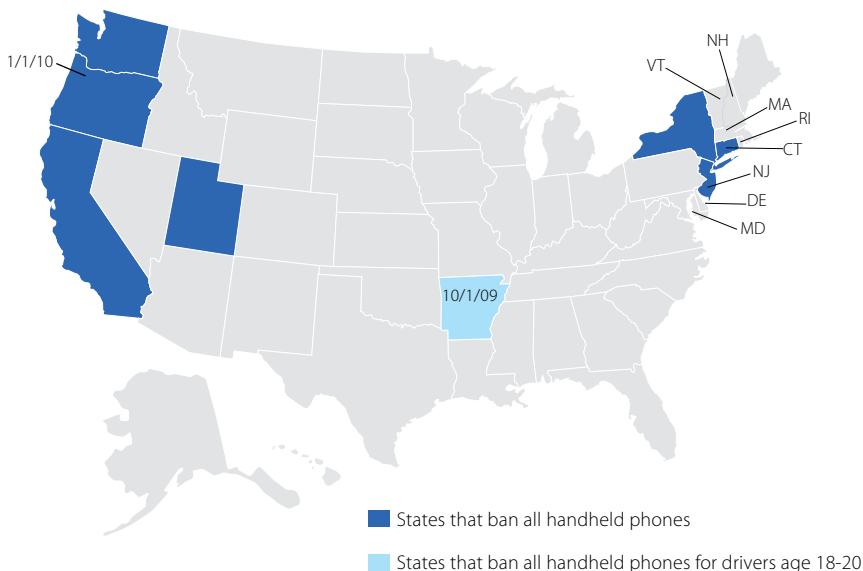 NH
1/1/10
VT
MA
RI
CT
NJ
DE
MD
10/1/09
States that ban all handheld phones
States that ban all handheld phones for drivers age 18-20